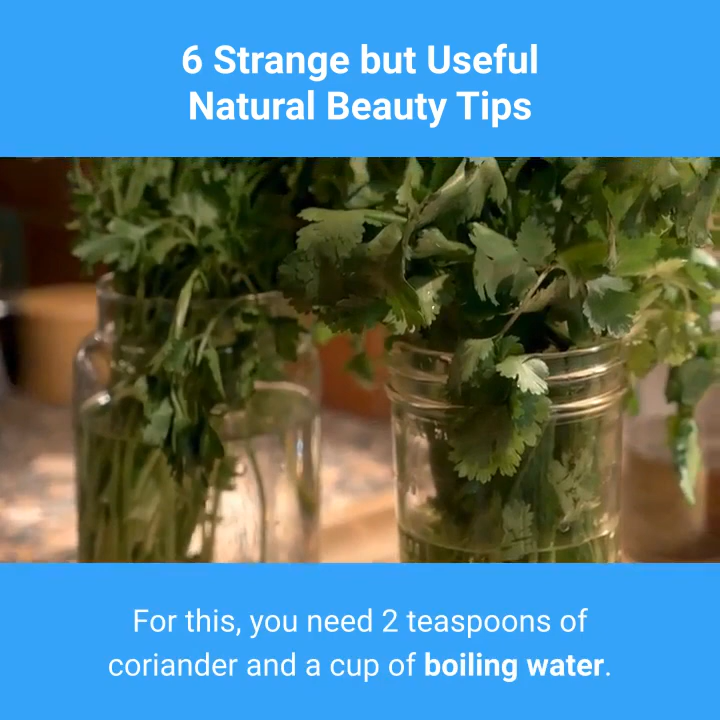 6 Strange but Useful
Natural Beauty Tips
For this, you need 2 teaspoons of
coriander and a cup of boiling water.